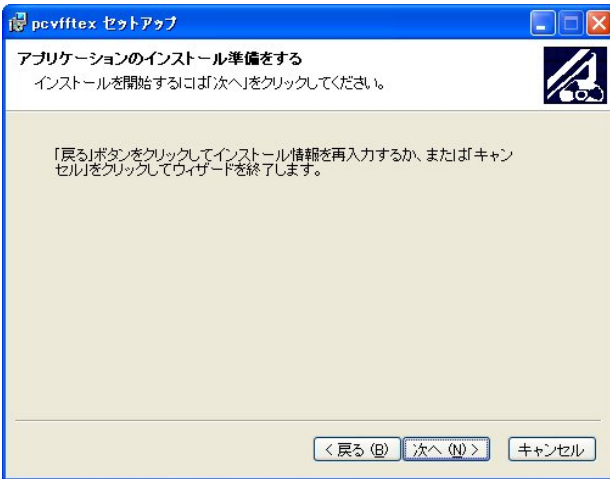 pcvfftex セットアップ
アプリケーションのインストール準備をする
インストールを開始するには「次へ」をクリックしてください。
「戻る」ボタンをクリックしてインストール情報を再入力するか、または「キャン
セル」をクリックしてウィザードを終了します。
< 戻る (B) 次へ (N) > キャンセル